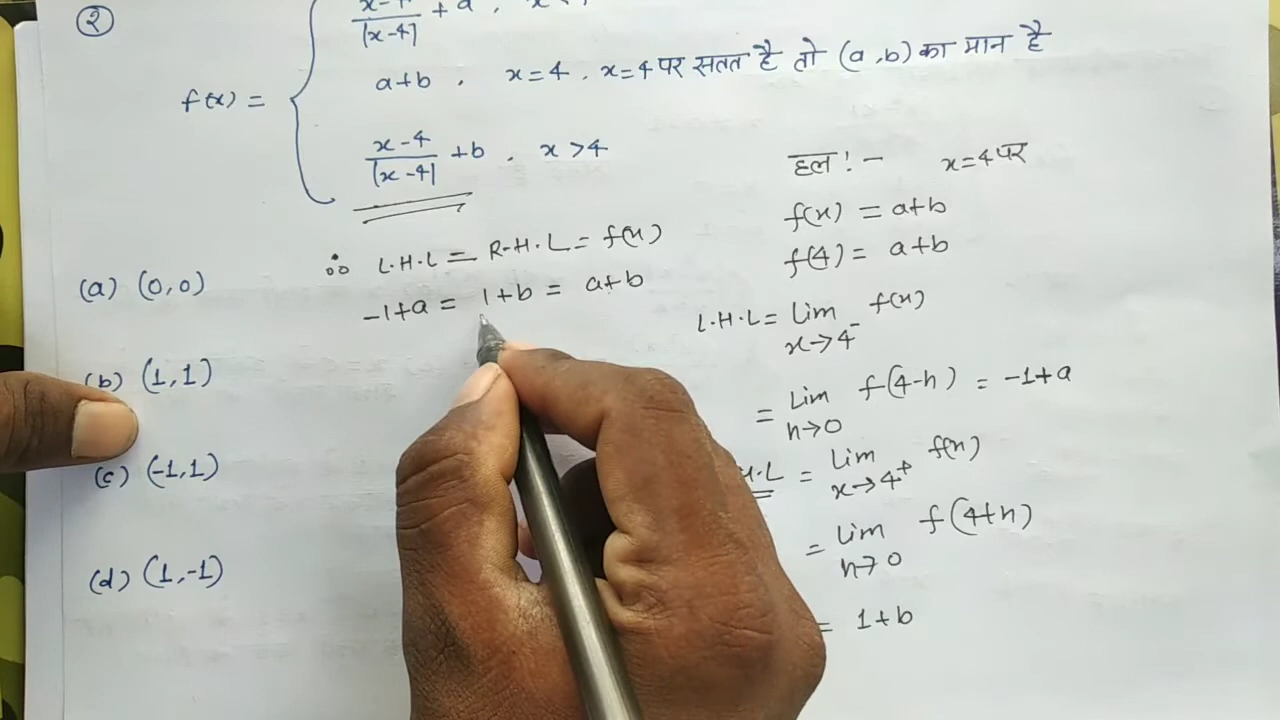 (२)
x-4/|x-4| + a , x<4
f(x) = a+b , x=4 . x=4 पर सतत है तो (a,b) का मान है
x-4/|x-4| +b , x>4
∴ L.H.L = R.H.L = f(x)
-1+a = 1+b = a+b
(a) (0,0)
(b) (1,1)
(c) (-1,1)
(d) (1,-1)
हल !- x=4 पर
f(x) = a+b
f(4) = a+b
L.H.L = Lim x→4⁻ f(x)
= Lim h→0 f(4-h) = -1+a
H.L = Lim x→4⁺ f(x)
= Lim h→0 f(4+h)
= 1+b